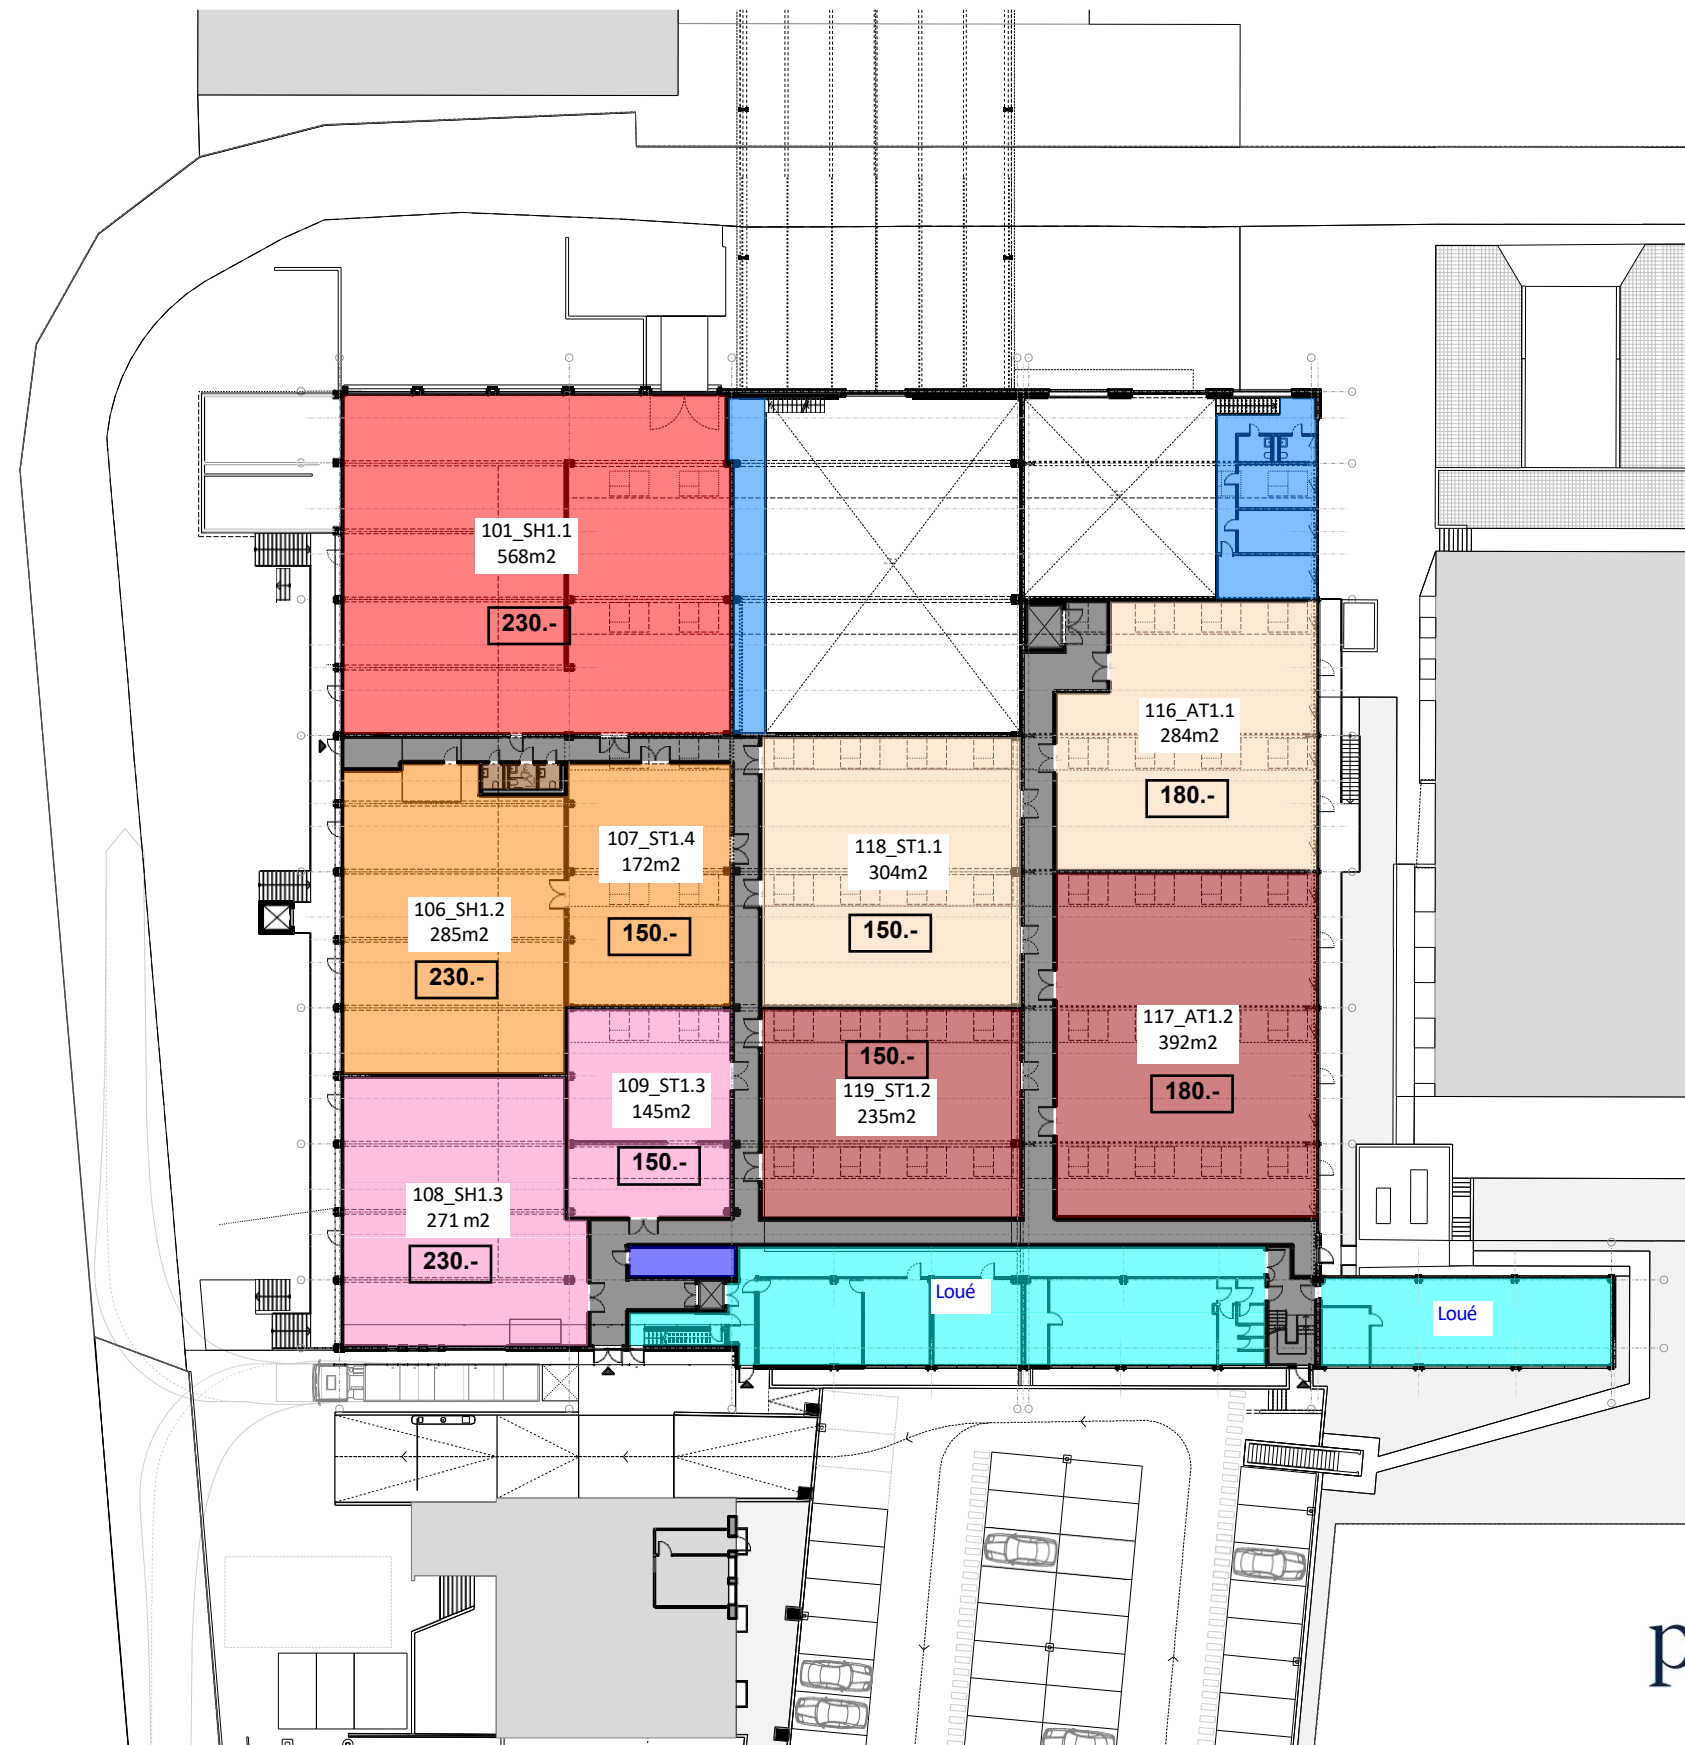 101_SH1.1
568m2
230.-
116_AT1.1
284m2
180.-
107_ST1.4
172m2
150.-
118_ST1.1
304m2
150.-
106_SH1.2
285m2
230.-
117_AT1.2
392m2
180.-
150.-
119_ST1.2
235m2
109_ST1.3
145m2
150.-
108_SH1.3
271 m2
230.-
Loué
Loué
p